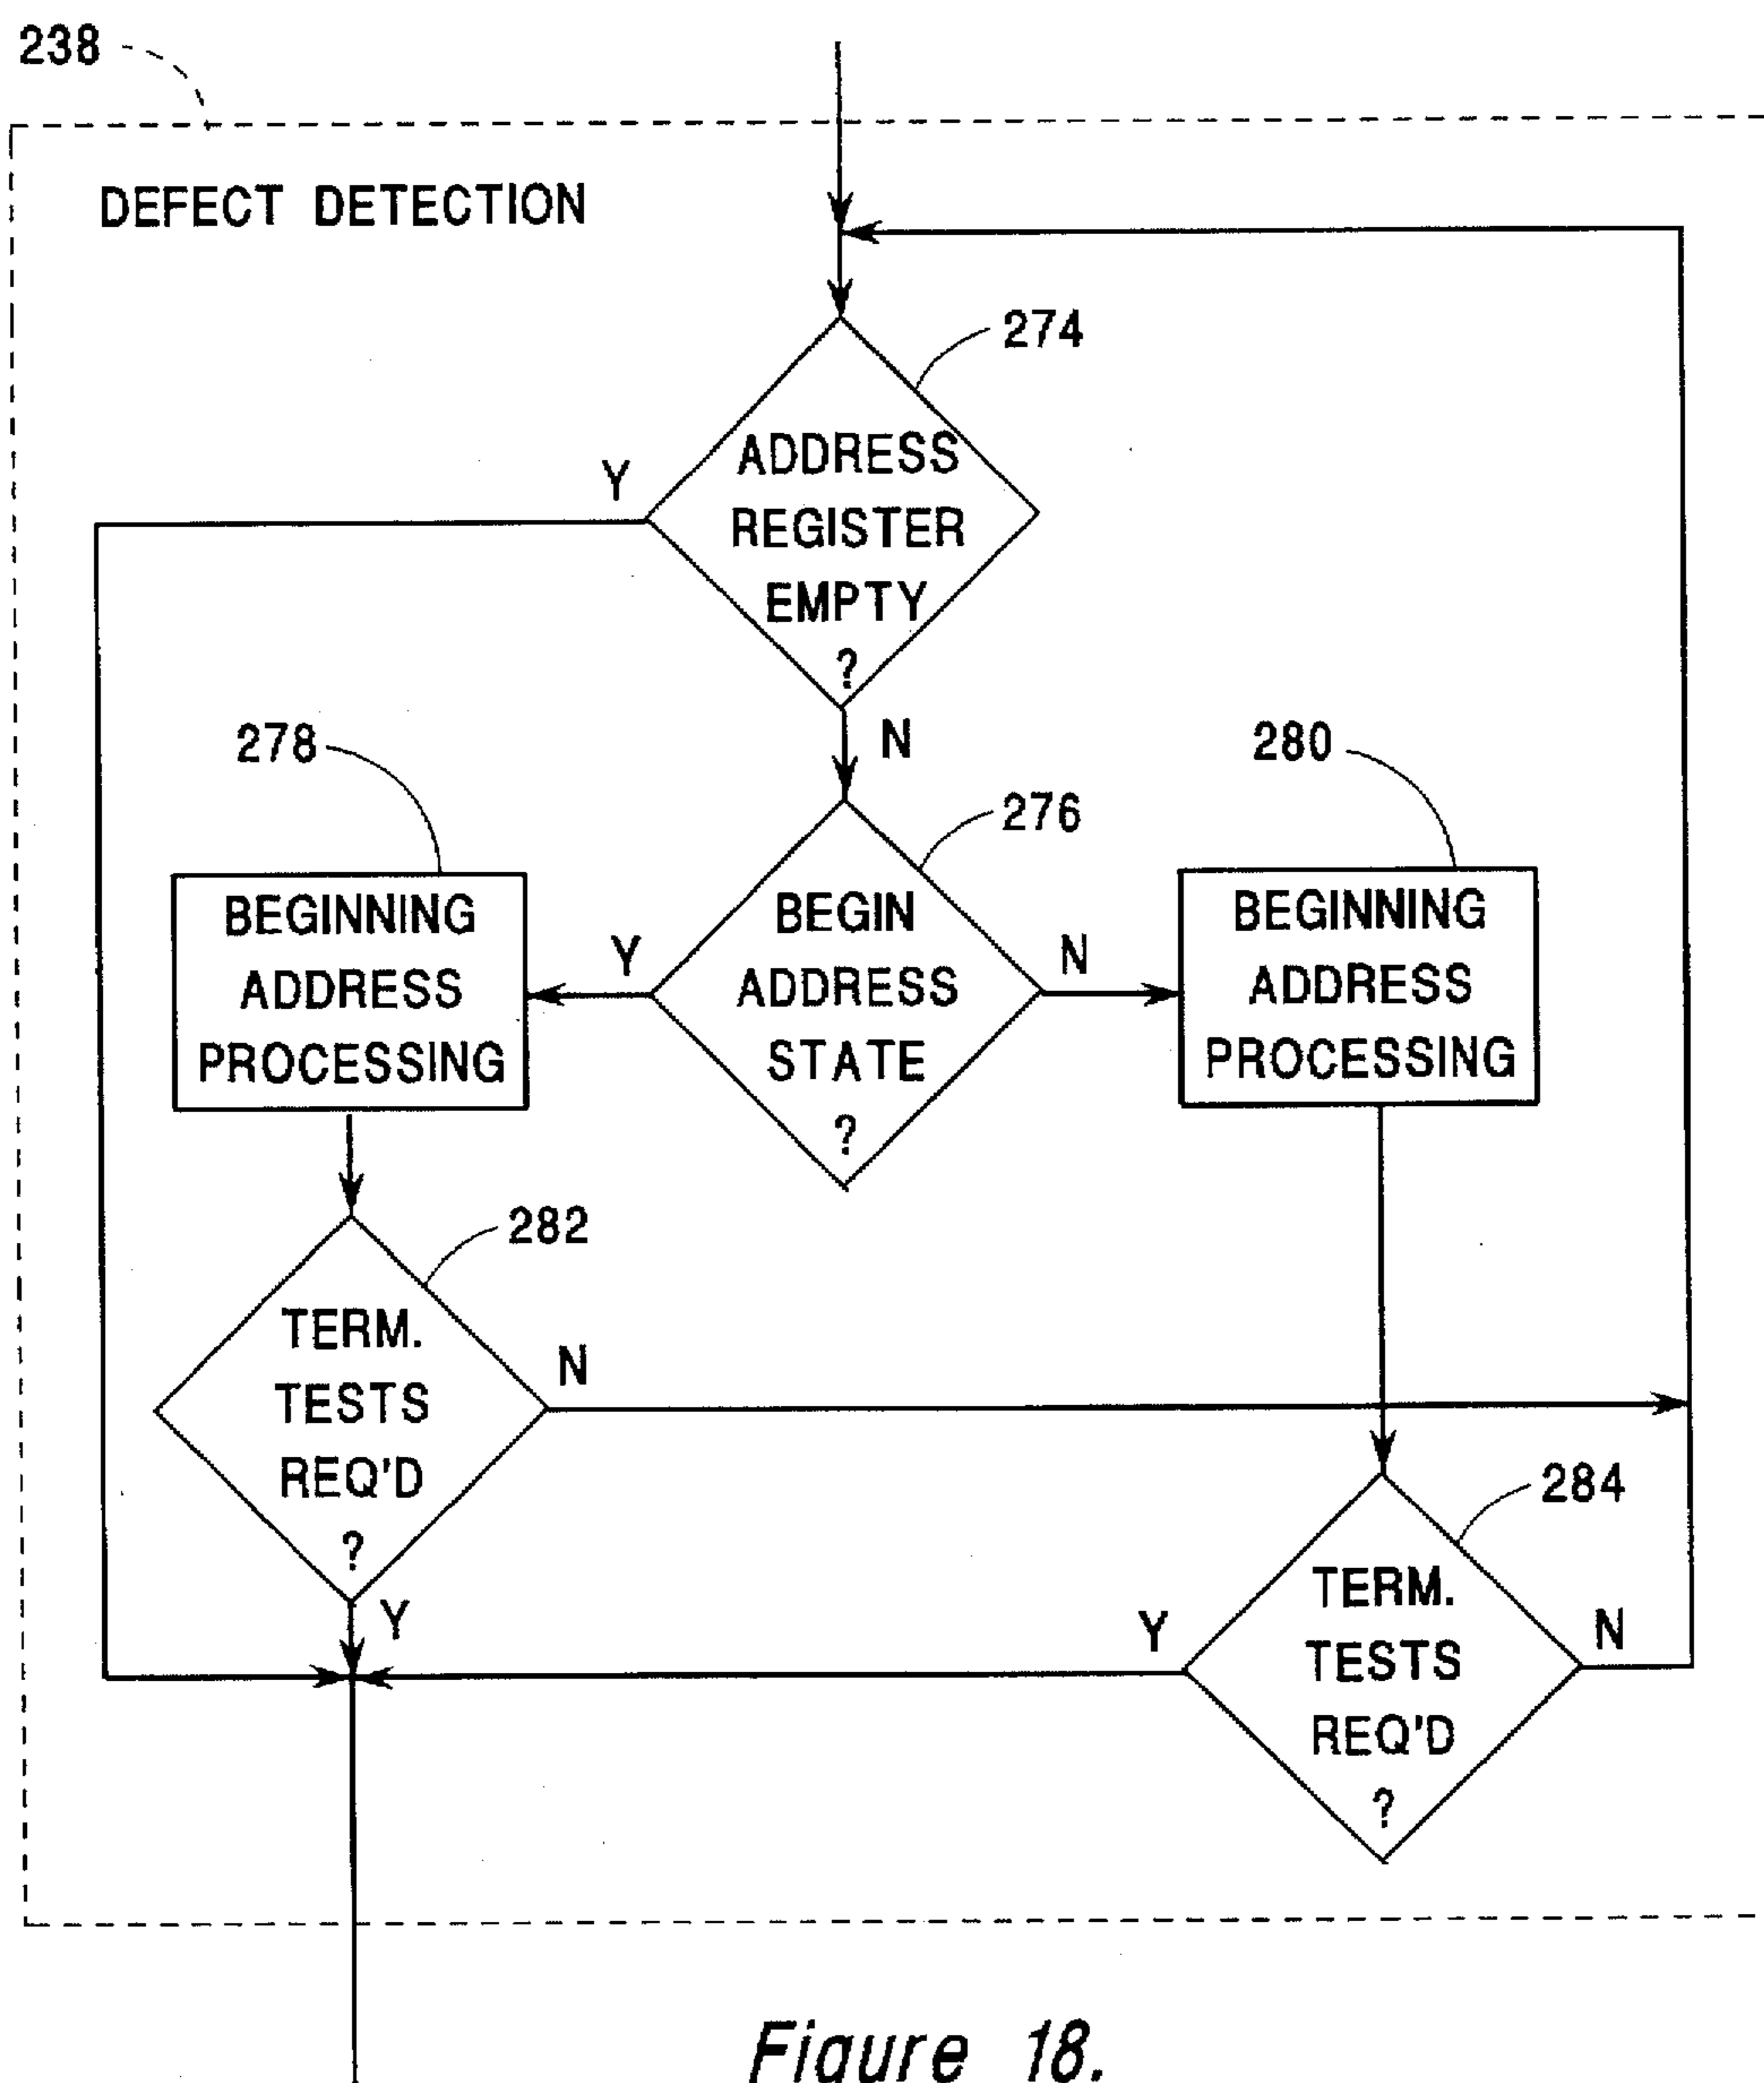 238
DEFECT DETECTION
274
ADDRESS
REGISTER
EMPTY
?
Y
N
278
280
276
BEGINNING
ADDRESS
PROCESSING
Y
BEGIN
ADDRESS
STATE
?
N
BEGINNING
ADDRESS
PROCESSING
282
TERM.
TESTS
REQ'D
?
N
Y
284
TERM.
TESTS
REQ'D
?
Y
N
Figure 18.